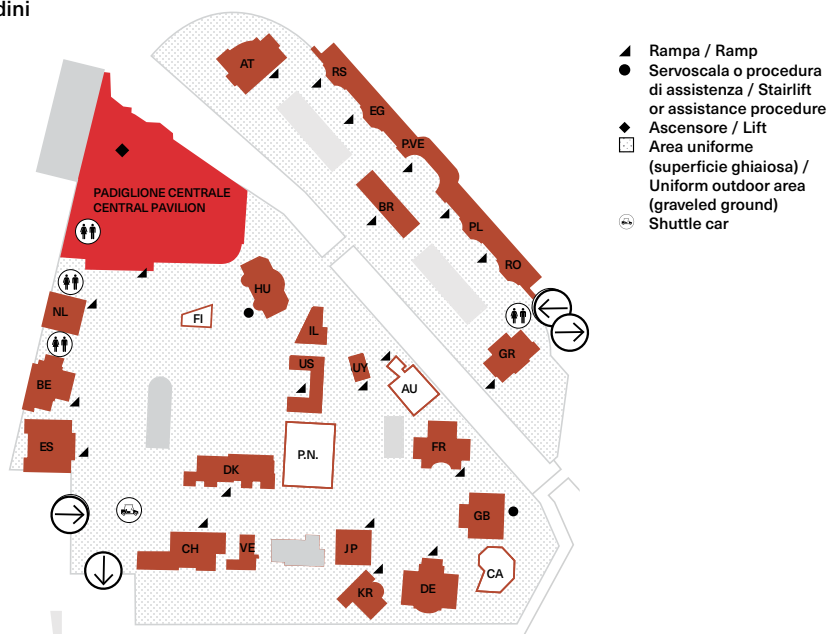 dini
Rampa / Ramp
Servoscala o procedura
di assistenza / Stairlift
or assistance procedure
Ascensore / Lift
Area uniforme
(superficie ghiaiosa) /
Uniform outdoor area
(graveled ground)
Shuttle car
AT
RS
EG
P.VE
PADIGLIONE CENTRALE
CENTRAL PAVILION
BR
PL
RO
HU
NL
FI
IL
GR
US
UY
BE
AU
ES
FR
P.N.
DK
GB
CH
VE
JP
CA
KR
DE